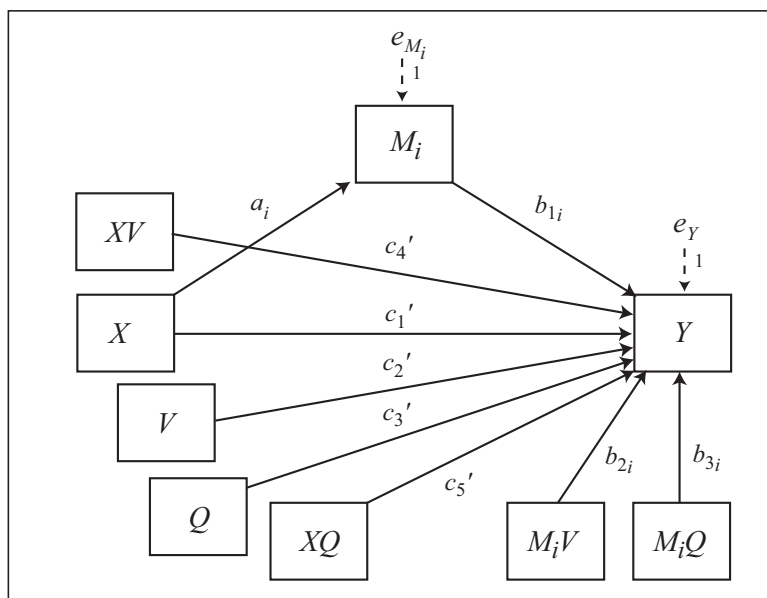 e_{M_i}
1
M_i
a_i
b_{1i}
XV
e_Y
1
c_4′
X
c_1′
Y
c_2′
V
c_3′
b_{2i}
b_{3i}
Q
c_5′
XQ
M_iV
M_iQ